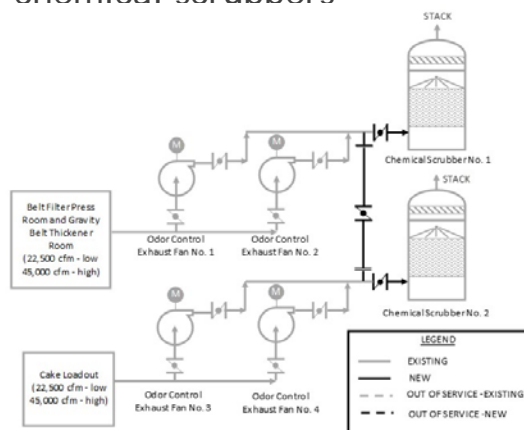 chemical scrubbers
STACK
M
M
Chemical Scrubber No. 1
Belt Filter Press
Room and Gravity
Belt Thickener
Room
(22,500 cfm - low
45,000 cfm - high)
Odor Control
Exhaust Fan No. 1
Odor Control
Exhaust Fan No. 2
STACK
M
M
Chemical Scrubber No. 2
Cake Loadout
(22,500 cfm - low
45,000 cfm - high)
Odor Control
Exhaust Fan No. 3
Odor Control
Exhaust Fan No. 4
LEGEND
EXISTING
NEW
OUT OF SERVICE -EXISTING
OUT OF SERVICE -NEW